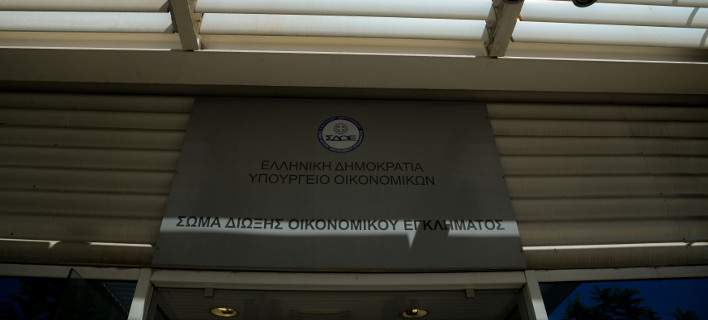 ΣΔΟΕ
ΕΛΛΗΝΙΚΗ ΔΗΜΟΚΡΑΤΙΑ
ΥΠΟΥΡΓΕΙΟ ΟΙΚΟΝΟΜΙΚΩΝ
ΣΩΜΑ ΔΙΩΞΗΣ ΟΙΚΟΝΟΜΙΚΟΥ ΕΓΚΛΗΜΑΤΟΣ